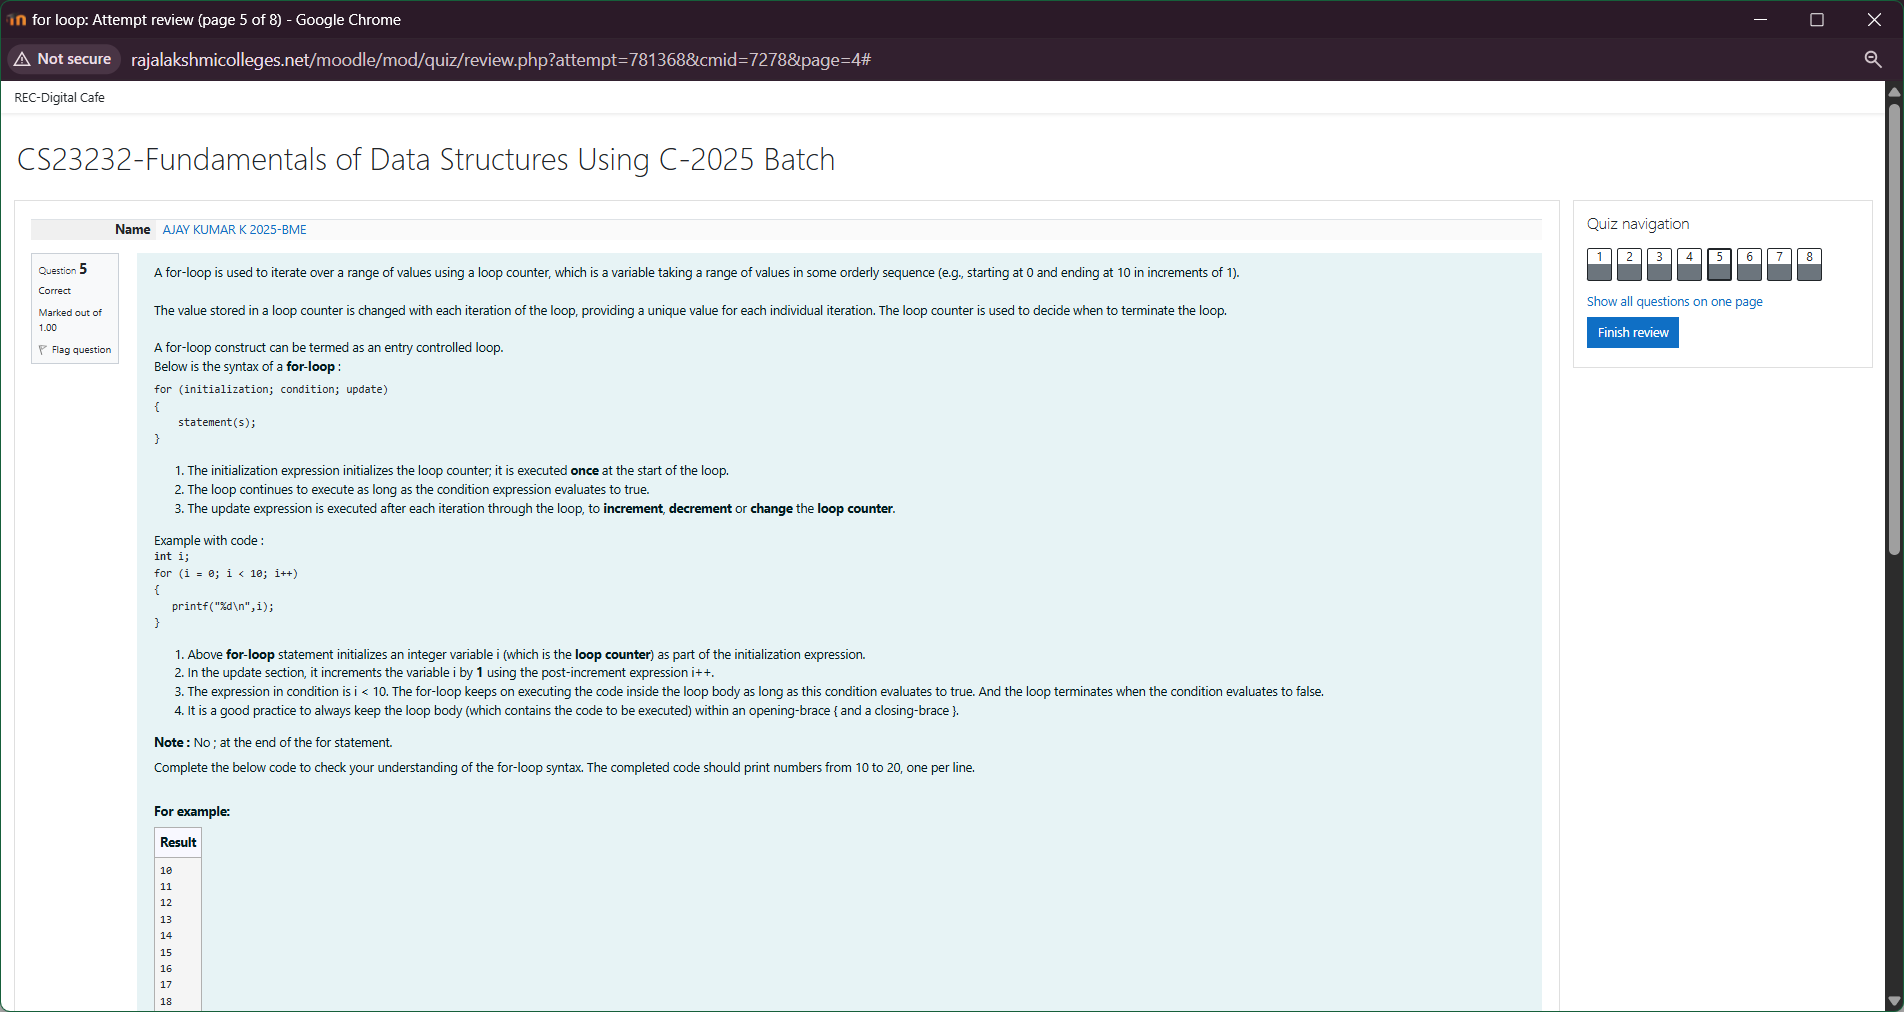 for loop: Attempt review (page 5 of 8) - Google Chrome
Not secure
rajalakshmicolleges.net/moodle/mod/quiz/review.php?attempt=781368&cmid=7278&page=4#
REC-Digital Cafe
CS23232-Fundamentals of Data Structures Using C-2025 Batch
Name AJAY KUMAR K 2025-BME
Question 5
Correct
Marked out of
1.00
Flag question
A for-loop is used to iterate over a range of values using a loop counter, which is a variable taking a range of values in some orderly sequence (e.g., starting at 0 and ending at 10 in increments of 1).
The value stored in a loop counter is changed with each iteration of the loop, providing a unique value for each individual iteration. The loop counter is used to decide when to terminate the loop.
A for-loop construct can be termed as an entry controlled loop.
Below is the syntax of a for-loop :
for (initialization; condition; update)
{
statement(s);
}
1. The initialization expression initializes the loop counter; it is executed once at the start of the loop.
2. The loop continues to execute as long as the condition expression evaluates to true.
3. The update expression is executed after each iteration through the loop, to increment, decrement or change the loop counter.
Example with code :
int i;
for (i = 0; i < 10; i++)
{
printf("%d\n",i);
}
1. Above for-loop statement initializes an integer variable i (which is the loop counter) as part of the initialization expression.
2. In the update section, it increments the variable i by 1 using the post-increment expression i++.
3. The expression in condition is i < 10. The for-loop keeps on executing the code inside the loop body as long as this condition evaluates to true. And the loop terminates when the condition evaluates to false.
4. It is a good practice to always keep the loop body (which contains the code to be executed) within an opening-brace { and a closing-brace }.
Note : No ; at the end of the for statement.
Complete the below code to check your understanding of the for-loop syntax. The completed code should print numbers from 10 to 20, one per line.
For example:
Result
10
11
12
13
14
15
16
17
18
Quiz navigation
1 2 3 4 5 6 7 8
Show all questions on one page
Finish review